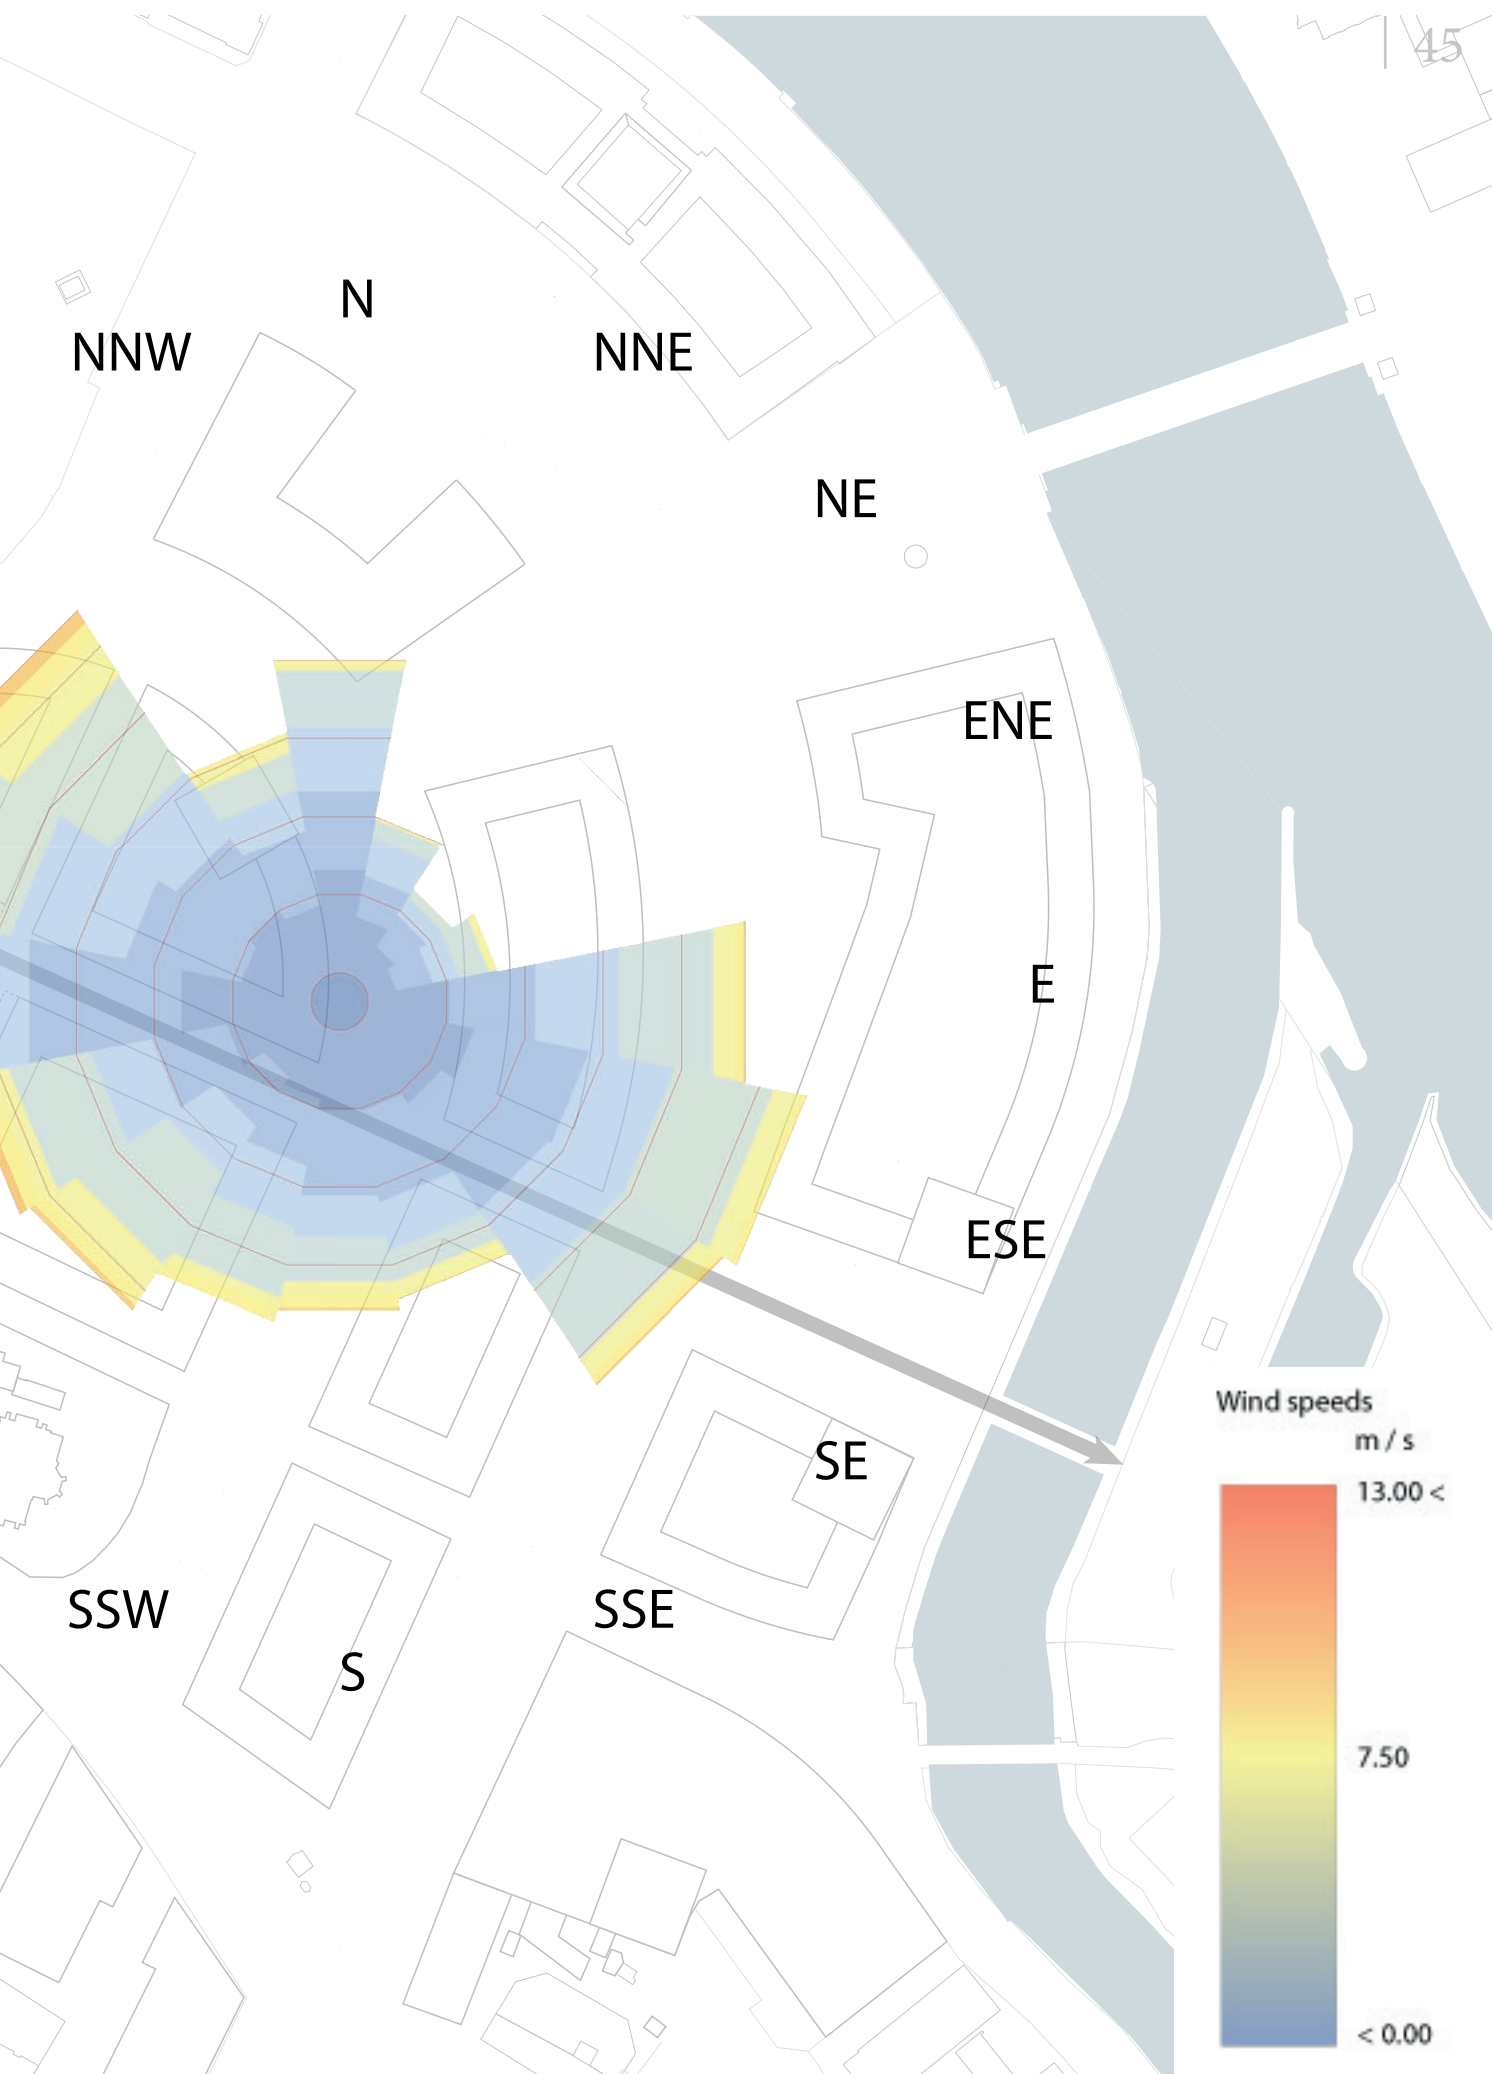 45
N
NNW
NNE
NE
ENE
E
ESE
Wind speeds
m / s
SE
13.00 <
SSW
SSE
S
7.50
< 0.00